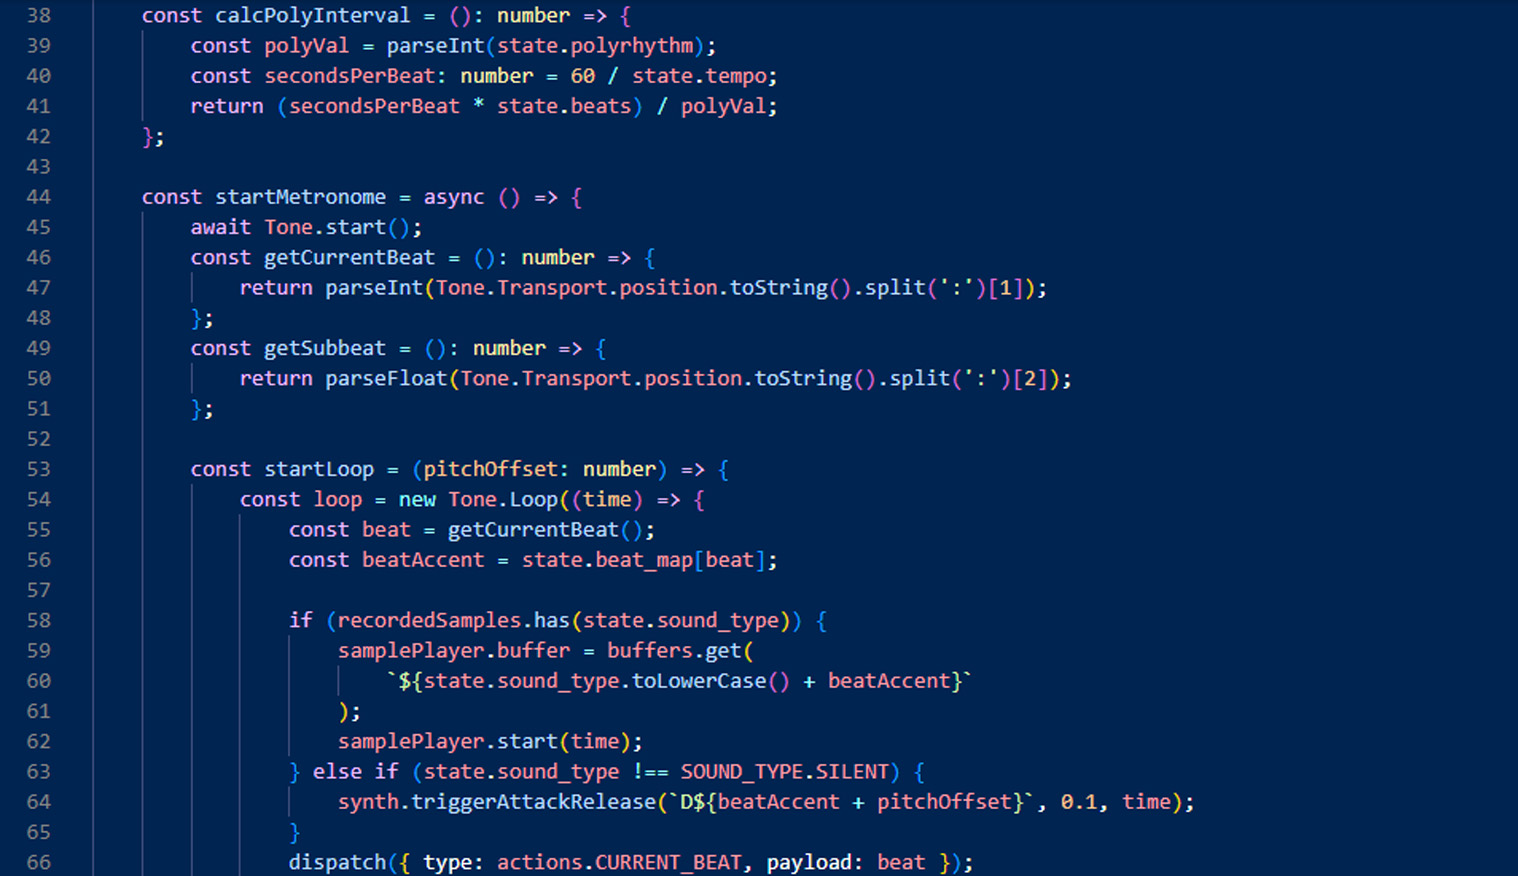 38 const calcPolyInterval = (): number => {
39 const polyVal = parseInt(state.polyrhythm);
40 const secondsPerBeat: number = 60 / state.tempo;
41 return (secondsPerBeat * state.beats) / polyVal;
42 };
43
44 const startMetronome = async () => {
45 await Tone.start();
46 const getCurrentBeat = (): number => {
47 return parseInt(Tone.Transport.position.toString().split(':')[1]);
48 };
49 const getSubbeat = (): number => {
50 return parseFloat(Tone.Transport.position.toString().split(':')[2]);
51 };
52
53 const startLoop = (pitchOffset: number) => {
54 const loop = new Tone.Loop((time) => {
55 const beat = getCurrentBeat();
56 const beatAccent = state.beat_map[beat];
57
58 if (recordedSamples.has(state.sound_type)) {
59 samplePlayer.buffer = buffers.get(
60 `${state.sound_type.toLowerCase() + beatAccent}`
61 );
62 samplePlayer.start(time);
63 } else if (state.sound_type !== SOUND_TYPE.SILENT) {
64 synth.triggerAttackRelease(`D${beatAccent + pitchOffset}`, 0.1, time);
65 }
66 dispatch({ type: actions.CURRENT_BEAT, payload: beat });